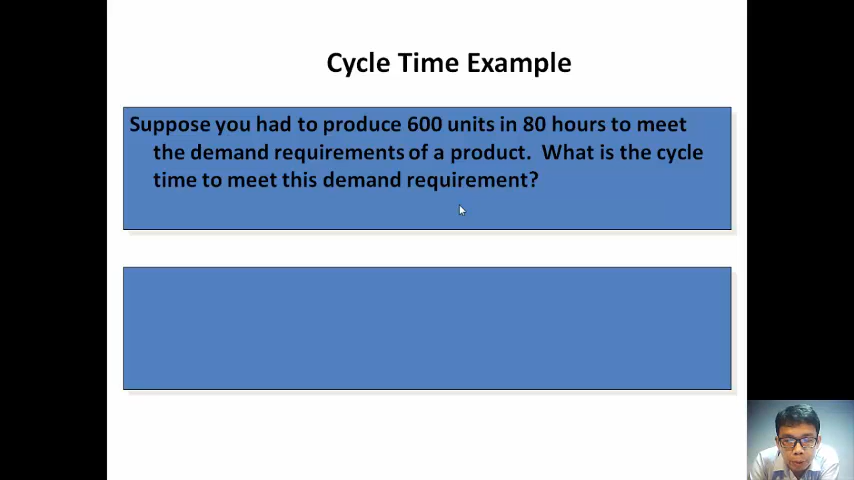 Cycle Time Example
Suppose you had to produce 600 units in 80 hours to meet
the demand requirements of a product.  What is the cycle
time to meet this demand requirement?